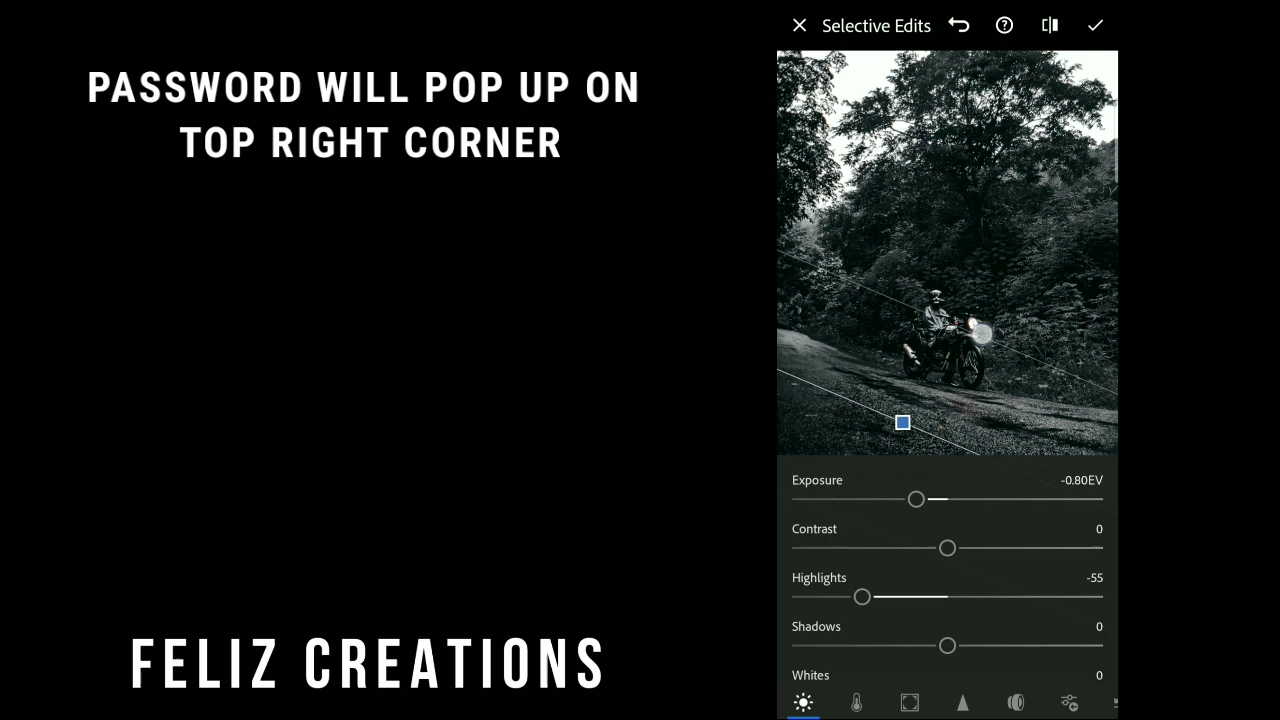 PASSWORD WILL POP UP ON
TOP RIGHT CORNER
FELIZ CREATIONS
Selective Edits
Exposure -0.80EV
Contrast 0
Highlights -55
Shadows 0
Whites 0